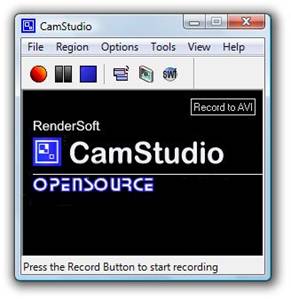 CamStudio
File Region Options Tools View Help
SWF
Record to AVI
RenderSoft
CamStudio
OPENSOURCE
Press the Record Button to start recording